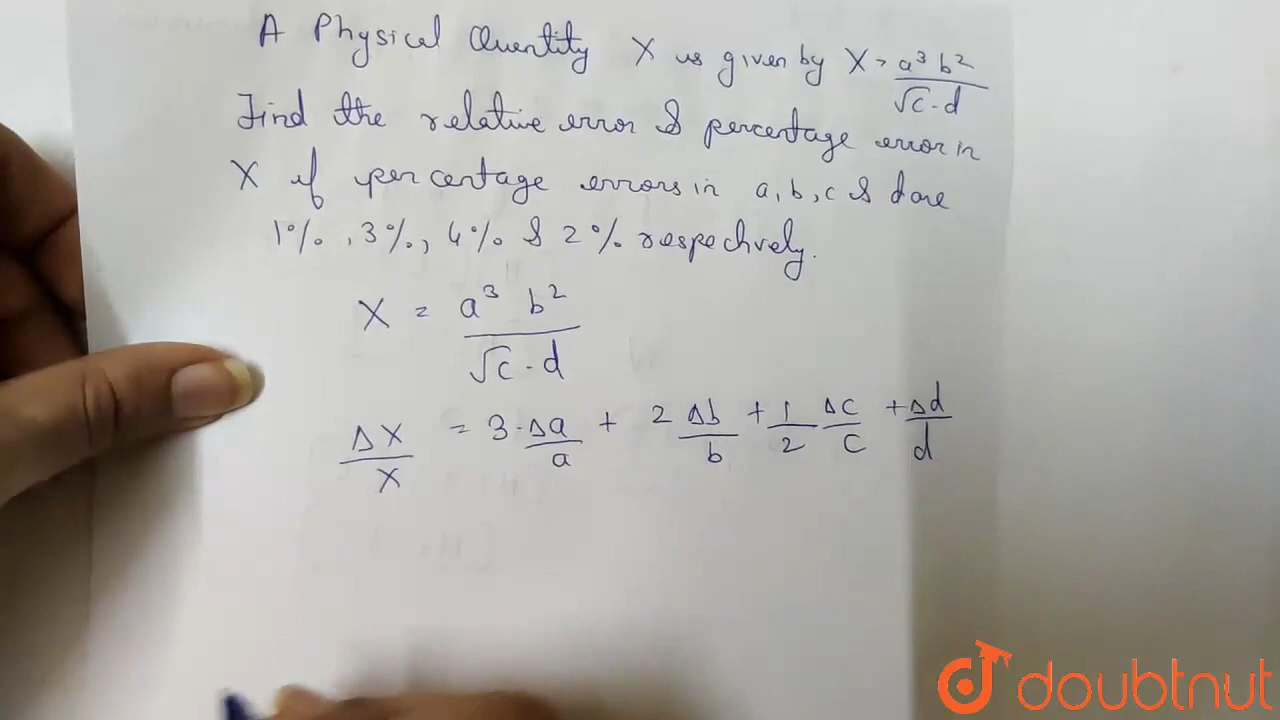 A Physical Quantity X is given by X = a³ b² / √c · d
Find the relative error & percentage error in
X if percentage errors in a, b, c & d are
1%, 3%, 4% & 2% respectively.
X = a³ b² / √c · d
ΔX / X = 3 · Δa / a + 2 Δb / b + 1 / 2 Δc / c + Δd / d
doubtnut